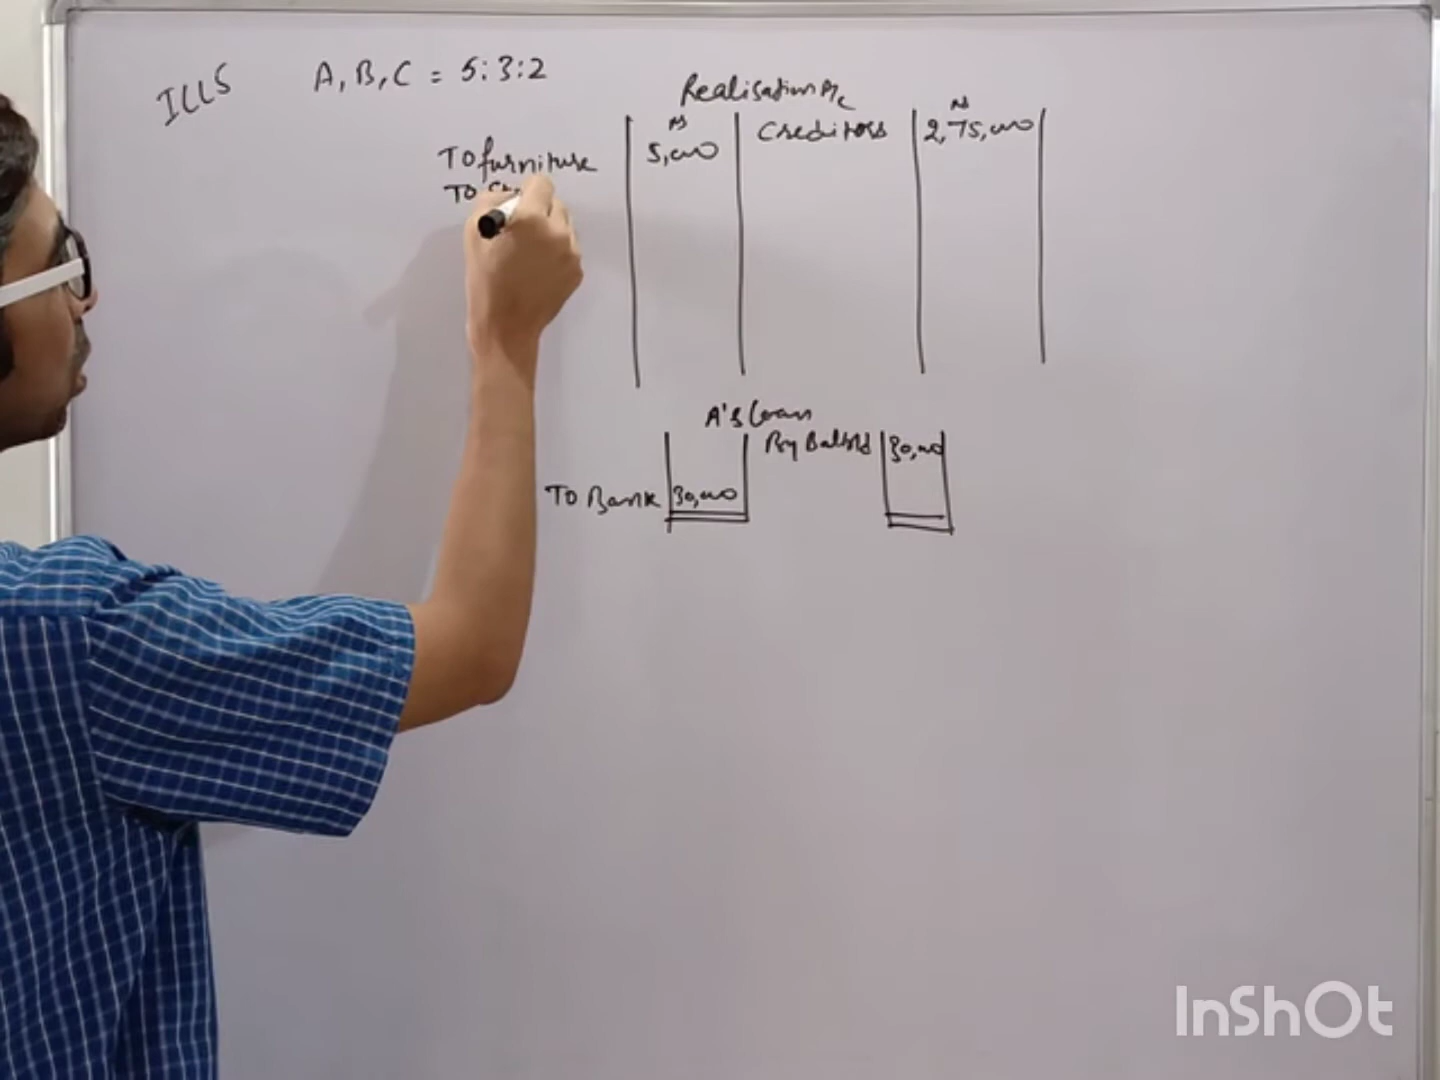 ILLS
A, B, C = 5:3:2
Realisation A/c
To furniture 5,000 Creditors 2,75,000
To
A's Loan
By Bal b/d 30,000
To Bank 30,000
InShOt